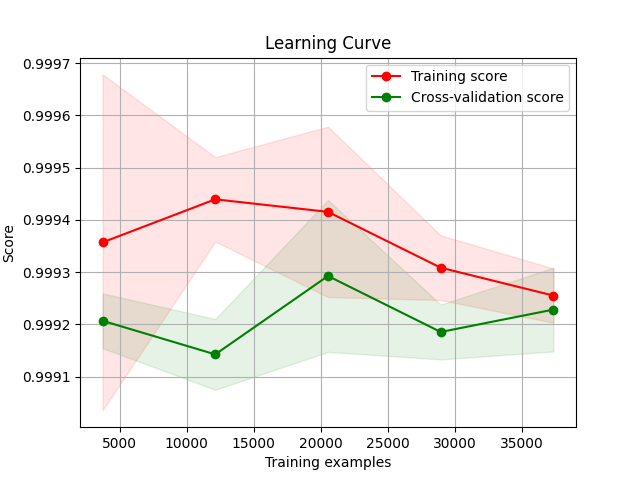 Learning Curve
0.9997
0.9996
0.9995
0.9994
0.9993
0.9992
0.9991
Score
Training score
Cross-validation score
5000 10000 15000 20000 25000 30000 35000
Training examples